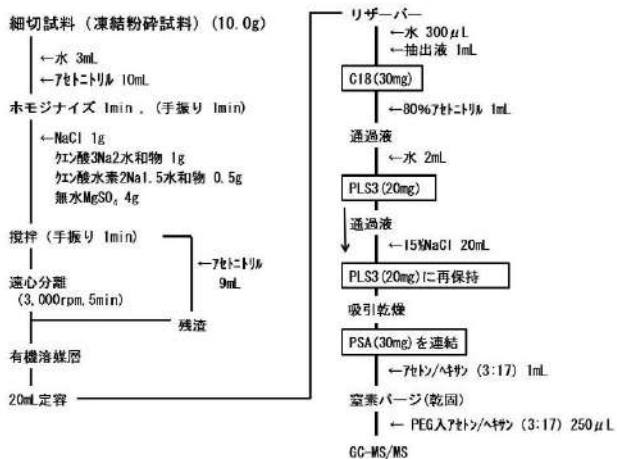 細切試料 (凍結粉砕試料) (10.0g)
←水 3mL
←アセトニトリル 10mL
ホモジナイズ 1min , (手振り 1min)
←NaCl 1g
クエン酸3Na2水和物 1g
クエン酸水素2Na1.5水和物 0.5g
無水MgSO₄ 4g
撹拌 (手振り 1min)
←アセトニトリル
9mL
遠心分離
(3,000rpm,5min)
残渣
有機溶媒層
20mL定容
リザーバー
←水 300μL
←抽出液 1mL
C18(30mg)
←80%アセトニトリル 1mL
通過液
←水 2mL
PLS3(20mg)
通過液
←15%NaCl 20mL
PLS3(20mg)に再保持
吸引乾燥
PSA(30mg)を連結
←アセトン/ヘキサン (3:17) 1mL
窒素パージ(乾固)
← PEG入アセトン/ヘキサン (3:17) 250μL
GC-MS/MS